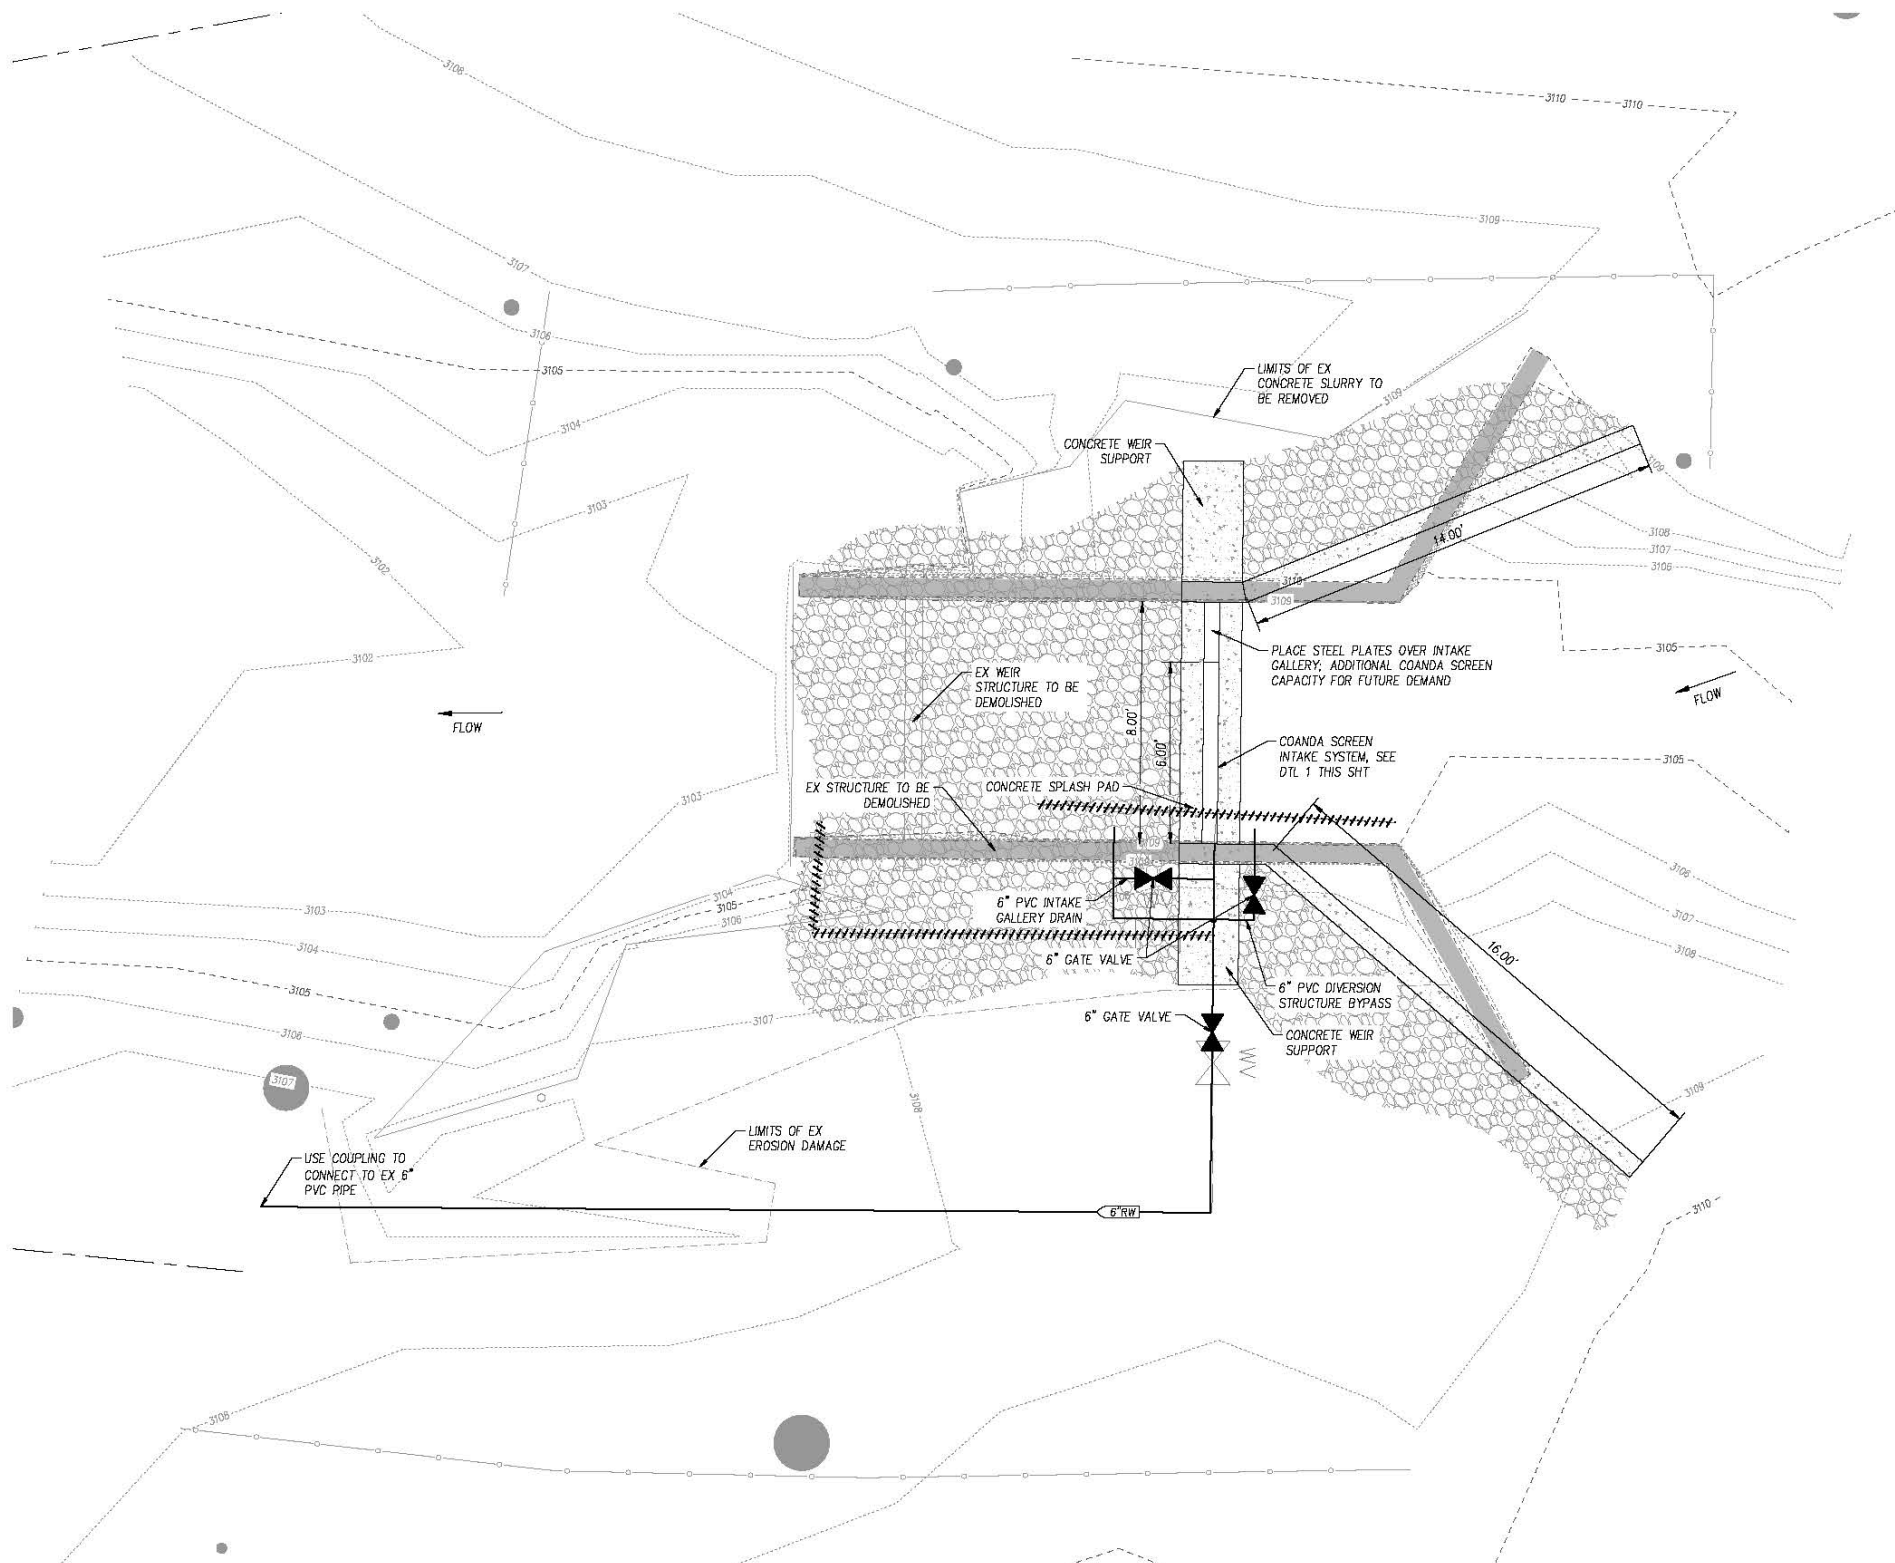 3108
3110
3110
3109
3107
3106
3105
LIMITS OF EX
CONCRETE SLURRY TO
BE REMOVED
3109
3104
CONCRETE WEIR
SUPPORT
3109
3103
3108
14.00'
3107
3102
3106
3110
3109
3102
PLACE STEEL PLATES OVER INTAKE
GALLERY; ADDITIONAL COANDA SCREEN
CAPACITY FOR FUTURE DEMAND
3105
EX WEIR
STRUCTURE TO BE
DEMOLISHED
FLOW
FLOW
8.00'
6.00'
COANDA SCREEN
INTAKE SYSTEM, SEE
DTL 1 THIS SHT
3105
EX STRUCTURE TO BE
DEMOLISHED
CONCRETE SPLASH PAD
3103
3109
3106
3104
3105
3106
3103
6" PVC INTAKE
GALLERY DRAIN
3107
3104
3108
16.00'
6" GATE VALVE
3105
6" PVC DIVERSION
STRUCTURE BYPASS
3107
6" GATE VALVE
3106
CONCRETE WEIR
SUPPORT
3107
3108
3109
LIMITS OF EX
EROSION DAMAGE
USE COUPLING TO
CONNECT TO EX 6"
PVC PIPE
6"RW
3110
3108